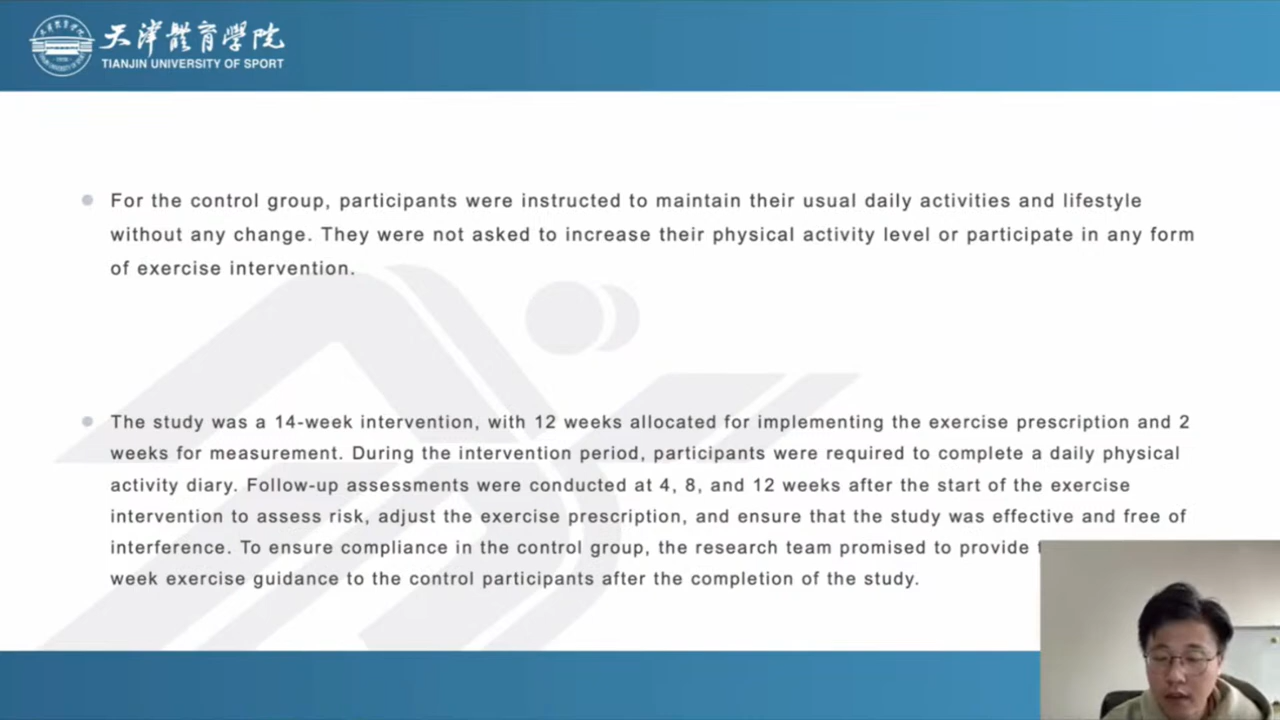 天津體育學院
TIANJIN UNIVERSITY OF SPORT
For the control group, participants were instructed to maintain their usual daily activities and lifestyle
without any change. They were not asked to increase their physical activity level or participate in any form
of exercise intervention.
The study was a 14-week intervention, with 12 weeks allocated for implementing the exercise prescription and 2
weeks for measurement. During the intervention period, participants were required to complete a daily physical
activity diary. Follow-up assessments were conducted at 4, 8, and 12 weeks after the start of the exercise
intervention to assess risk, adjust the exercise prescription, and ensure that the study was effective and free of
interference. To ensure compliance in the control group, the research team promised to provide
week exercise guidance to the control participants after the completion of the study.